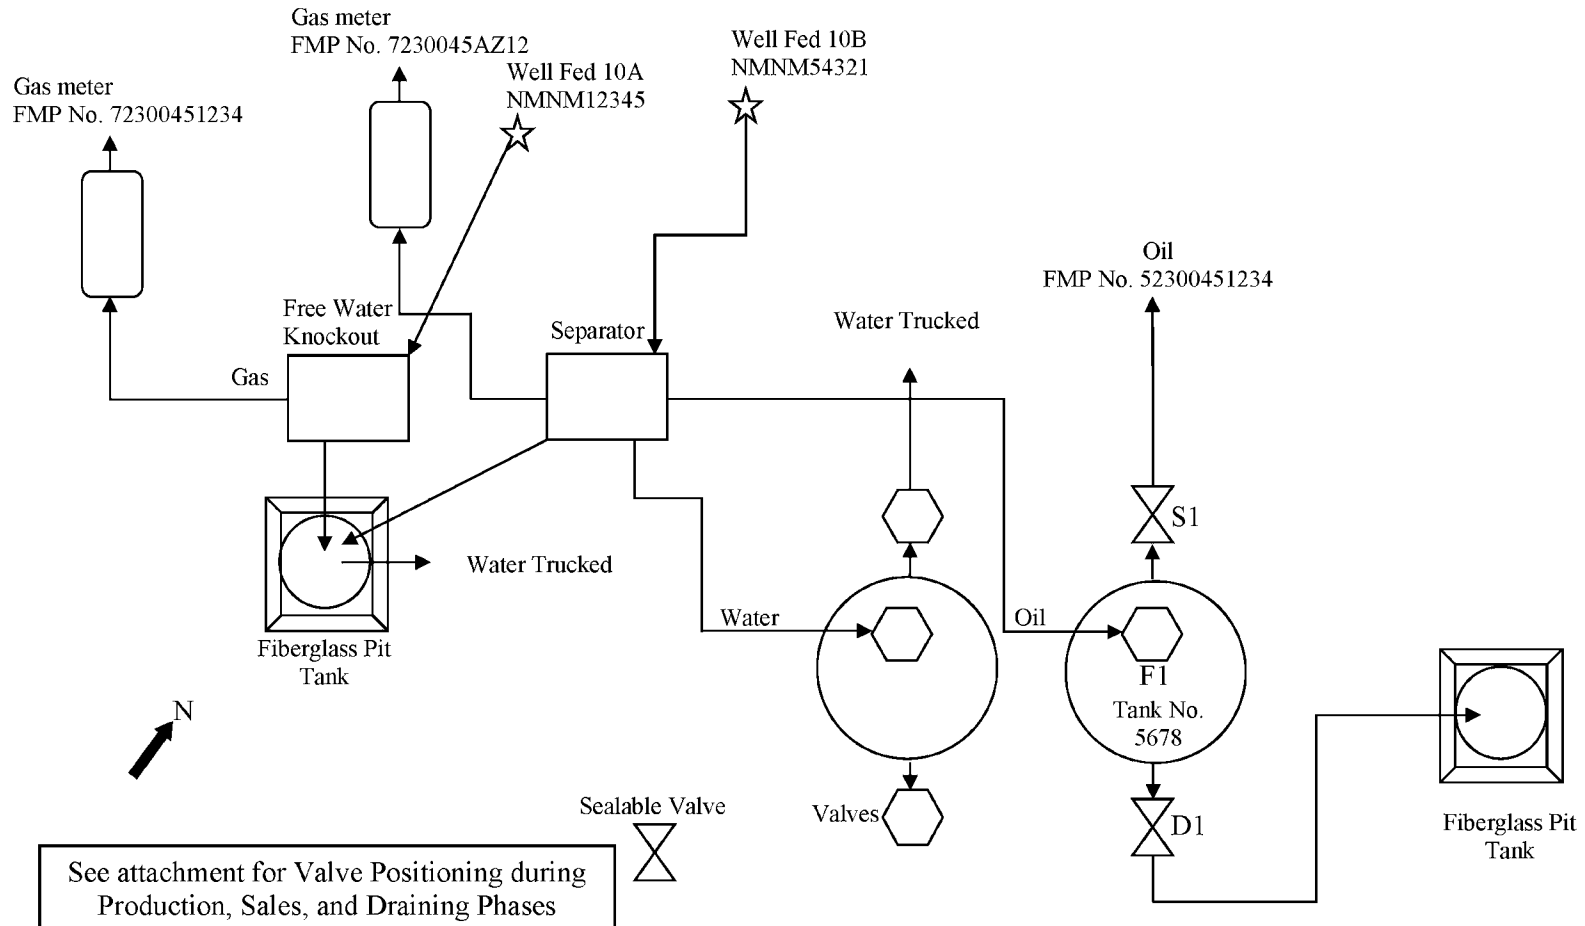 Gas meter
FMP No. 7230045AZ12
Well Fed 10B
NMNM54321
Well Fed 10A
NMNM12345
Gas meter
FMP No. 72300451234
Oil
FMP No. 52300451234
Free Water
Knockout
Separator
Water Trucked
Gas
S1
Water Trucked
Water
Oil
Fiberglass Pit
Tank
F1
Tank No.
5678
N
Sealable Valve
Valves
D1
Fiberglass Pit
Tank
See attachment for Valve Positioning during
Production, Sales, and Draining Phases